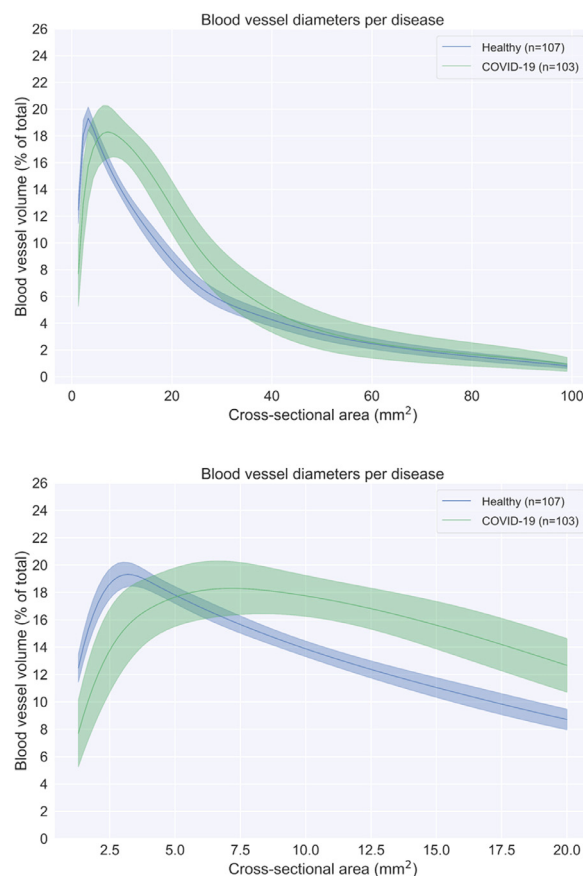 Blood vessel diameters per disease
Healthy (n=107)
COVID-19 (n=103)
Blood vessel volume (% of total)
26
24
22
20
18
16
14
12
10
8
6
4
2
0
0 20 40 60 80 100
Cross-sectional area (mm²)
Blood vessel diameters per disease
Healthy (n=107)
COVID-19 (n=103)
Blood vessel volume (% of total)
26
24
22
20
18
16
14
12
10
8
6
4
2
0
2.5 5.0 7.5 10.0 12.5 15.0 17.5 20.0
Cross-sectional area (mm²)